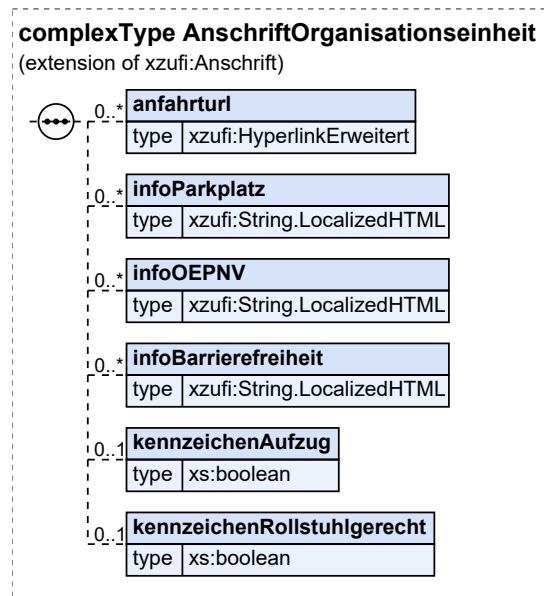 complexType AnschriftOrganisationseinheit
(extension of xzufi:Anschrift)
0..* anfahrturl
type xzufi:HyperlinkErweitert
0..* infoParkplatz
type xzufi:String.LocalizedHTML
0..* infoOEPNV
type xzufi:String.LocalizedHTML
0..* infoBarrierefreiheit
type xzufi:String.LocalizedHTML
0..1 kennzeichenAufzug
type xs:boolean
0..1 kennzeichenRollstuhlgerecht
type xs:boolean